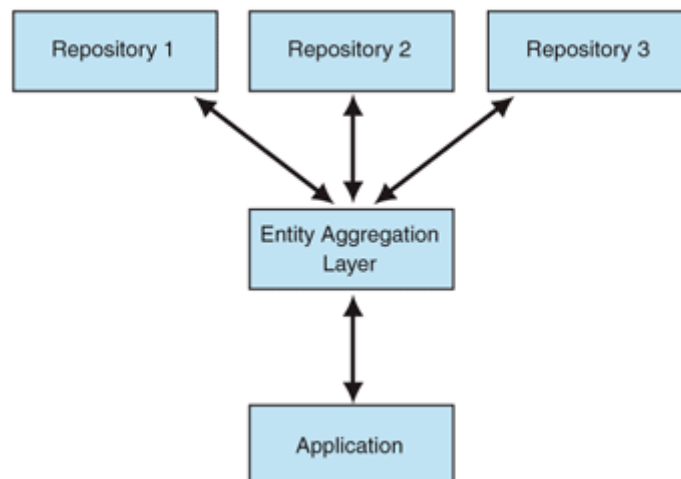 Repository 1
Repository 2
Repository 3
Entity Aggregation
Layer
Application